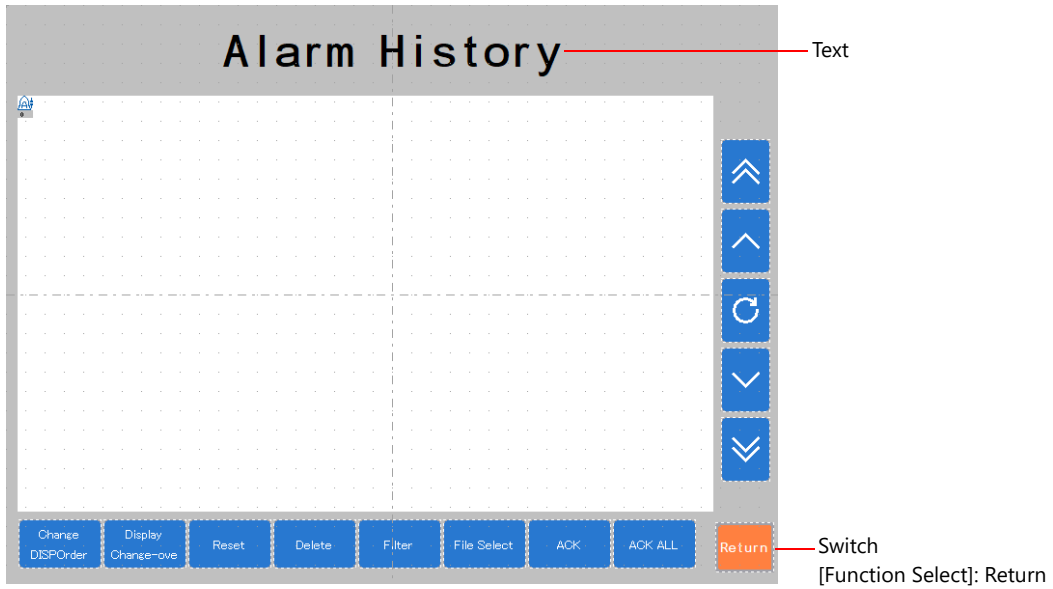 Alarm History
Text
0
Change
DISPOrder
Display
Change-ove
Reset
Delete
Filter
File Select
ACK
ACK ALL
Return
Switch
[Function Select]: Return